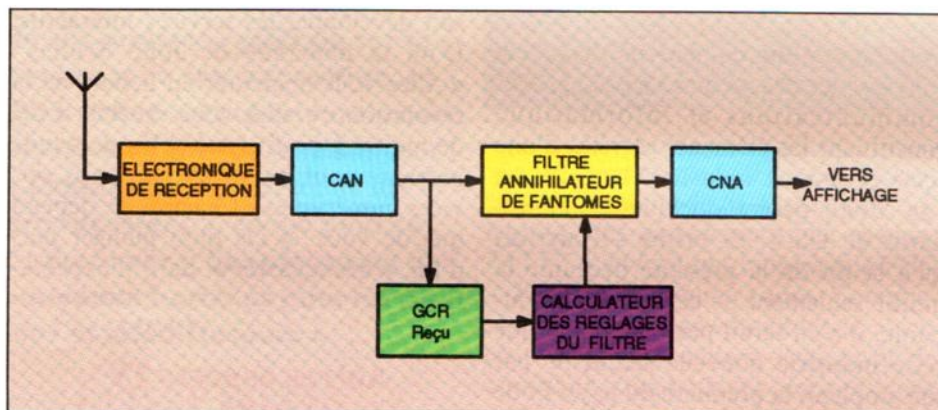 ELECTRONIQUE
DE RECEPTION
CAN
FILTRE
ANNIHILATEUR
DE FANTOMES
CNA
VERS
AFFICHAGE
GCR
Reçu
CALCULATEUR
DES REGLAGES
DU FILTRE